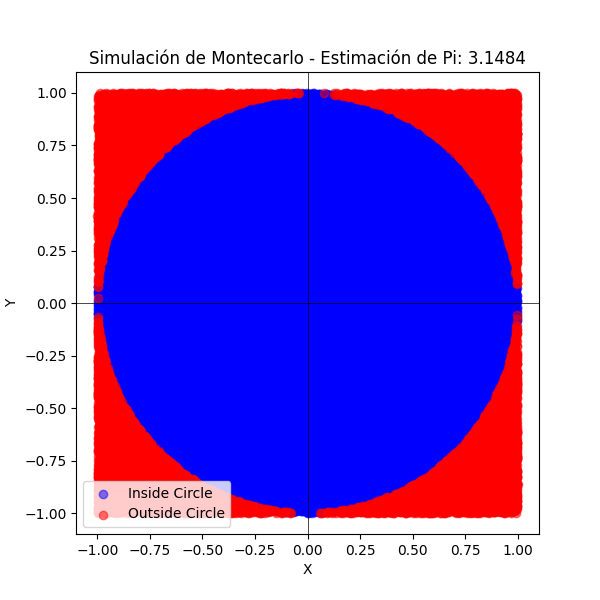 Simulación de Montecarlo - Estimación de Pi: 3.1484
1.00
0.75
0.50
0.25
0.00
−0.25
−0.50
−0.75
−1.00
Y
Inside Circle
Outside Circle
−1.00 −0.75 −0.50 −0.25 0.00 0.25 0.50 0.75 1.00
X